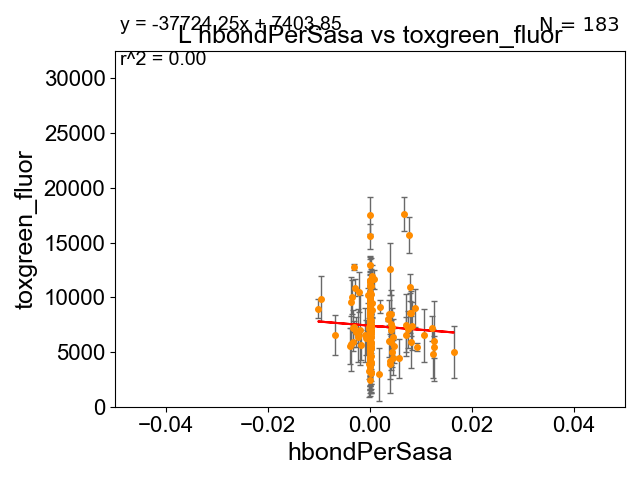 y = -37724.25x + 7403.85
N = 183
L hbondPerSasa vs toxgreen_fluor
r^2 = 0.00
30000
25000
20000
15000
10000
5000
0
toxgreen_fluor
−0.04 −0.02 0.00 0.02 0.04
hbondPerSasa